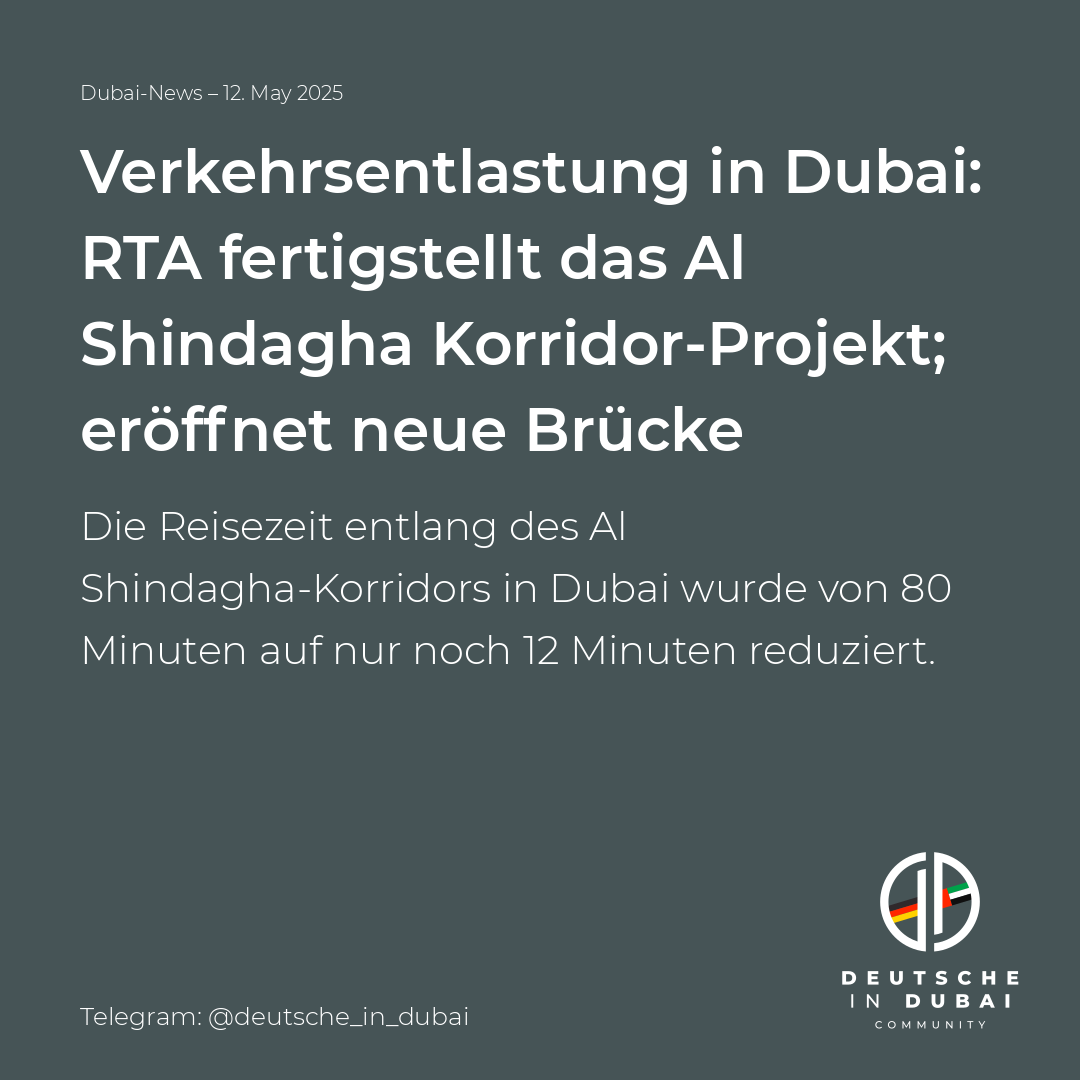 Dubai-News – 12. May 2025
Verkehrsentlastung in Dubai:
RTA fertigstellt das Al
Shindagha Korridor-Projekt;
eröffnet neue Brücke
Die Reisezeit entlang des Al
Shindagha-Korridors in Dubai wurde von 80
Minuten auf nur noch 12 Minuten reduziert.
DEUTSCHE
IN DUBAI
COMMUNITY
Telegram: @deutsche_in_dubai